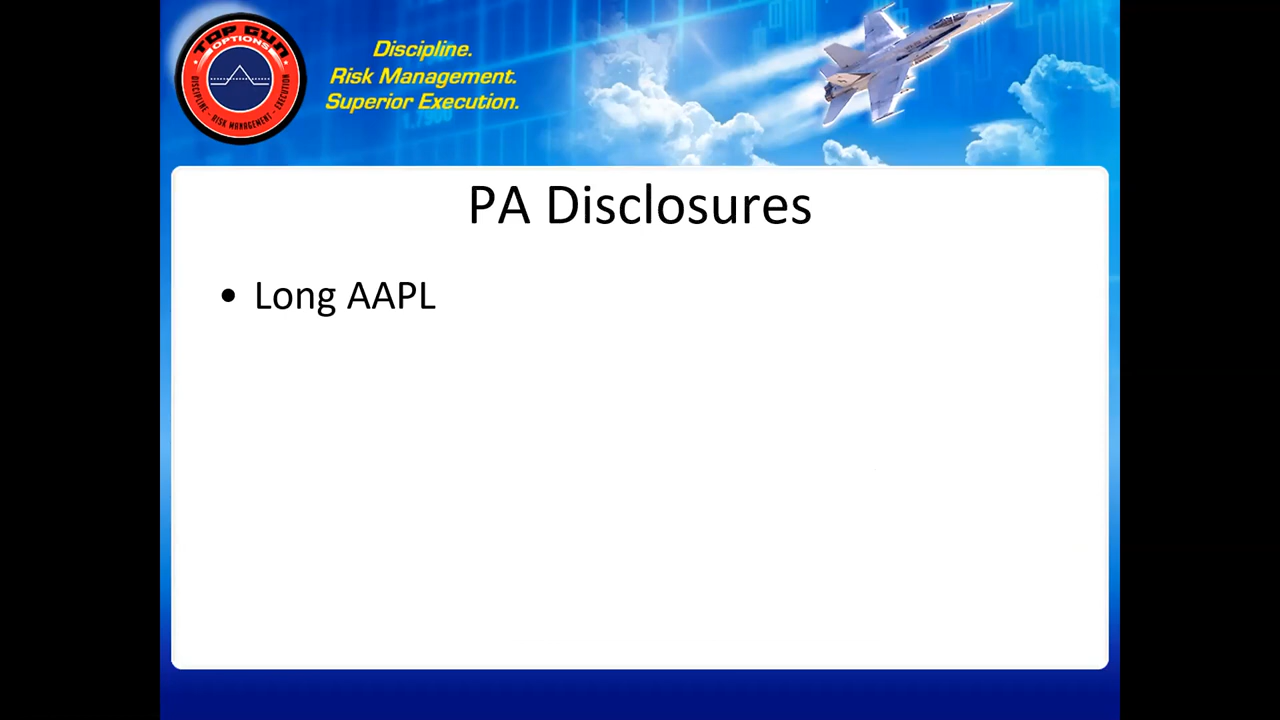 TOP GUN
OPTIONS
DISCIPLINE - RISK MANAGEMENT - EXECUTION
Discipline.
Risk Management.
Superior Execution.
PA Disclosures
• Long AAPL